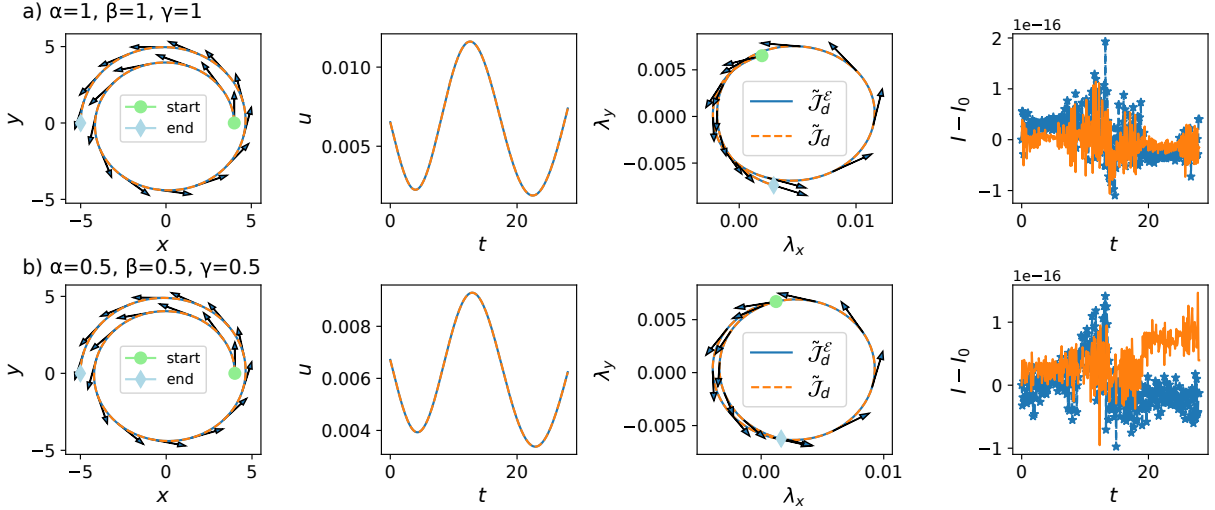 a) α=1, β=1, γ=1
5
0
−5
y
−5
0
5
x
start
end
0.010
0.005
u
0
20
t
0.005
0.000
−0.005
λy
0.00
0.01
λx
𝒥̃dℰ
𝒥̃d
1e−16
2
1
0
−1
I − I0
0
20
t
b) α=0.5, β=0.5, γ=0.5
5
0
−5
y
−5
0
5
x
start
end
0.008
0.006
0.004
u
0
20
t
0.005
0.000
−0.005
λy
0.00
0.01
λx
𝒥̃dℰ
𝒥̃d
1e−16
1
0
−1
I − I0
0
20
t